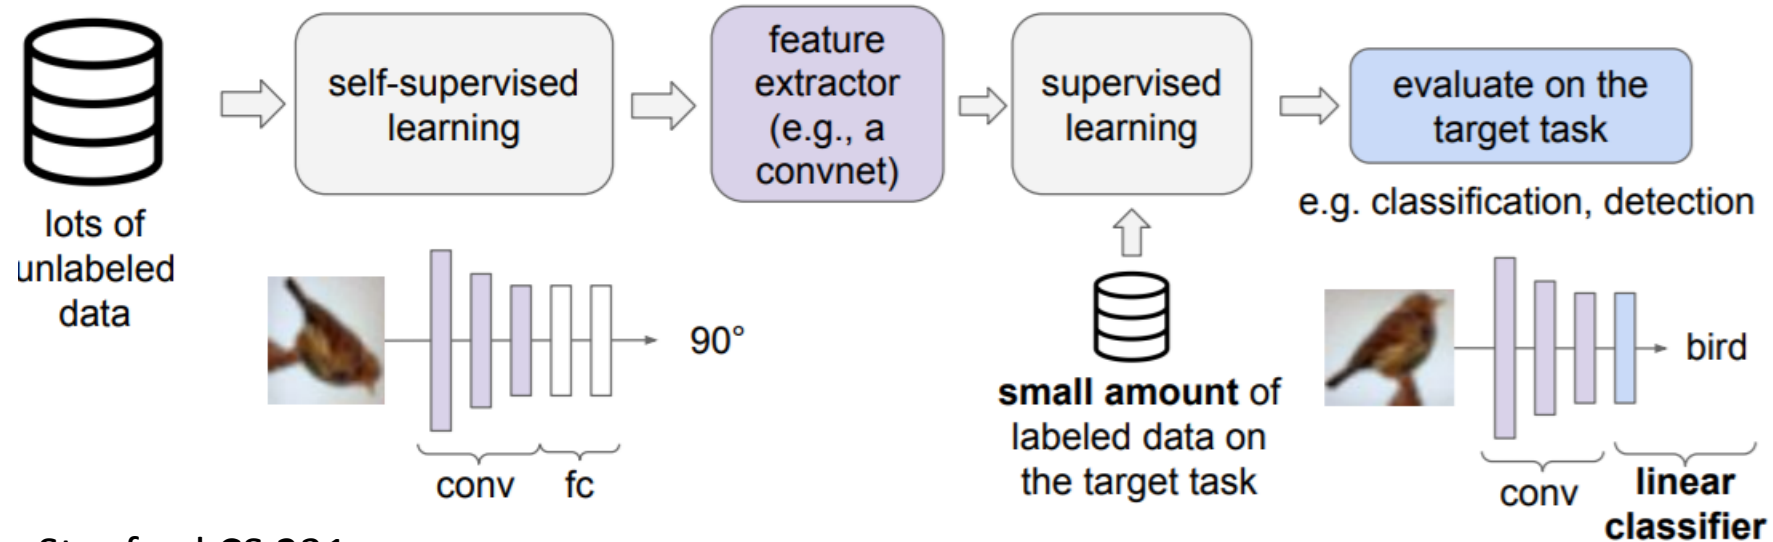 self-supervised
learning
feature
extractor
(e.g., a
convnet)
supervised
learning
evaluate on the
target task
e.g. classification, detection
lots of
unlabeled
data
90°
conv
fc
small amount of
labeled data on
the target task
bird
conv
linear
classifier